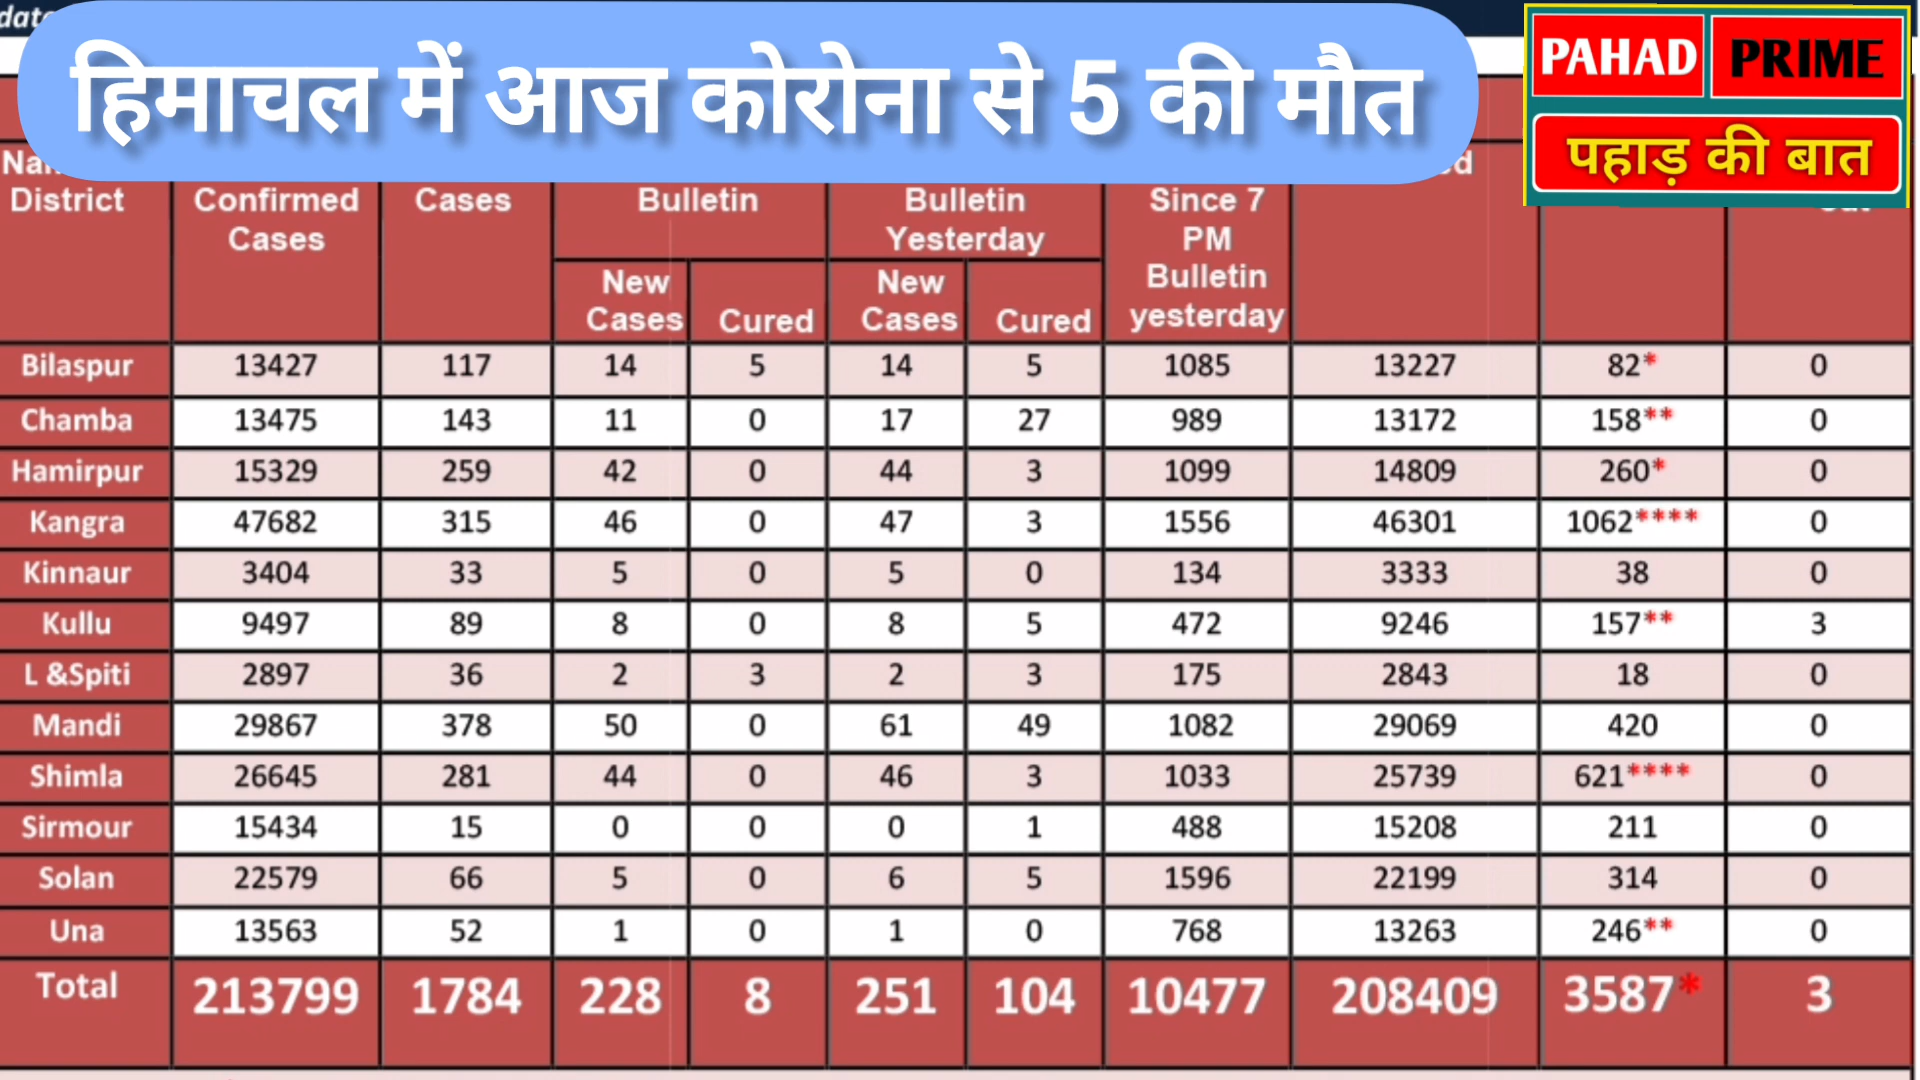 हिमाचल में आज कोरोना से 5 की मौत
PAHAD PRIME
पहाड़ की बात
District Confirmed Cases Cases Bulletin Bulletin Yesterday Since 7 PM Bulletin yesterday
New Cases Cured New Cases Cured
Bilaspur 13427 117 14 5 14 5 1085 13227 82* 0
Chamba 13475 143 11 0 17 27 989 13172 158** 0
Hamirpur 15329 259 42 0 44 3 1099 14809 260* 0
Kangra 47682 315 46 0 47 3 1556 46301 1062**** 0
Kinnaur 3404 33 5 0 5 0 134 3333 38 0
Kullu 9497 89 8 0 8 5 472 9246 157** 3
L &Spiti 2897 36 2 3 2 3 175 2843 18 0
Mandi 29867 378 50 0 61 49 1082 29069 420 0
Shimla 26645 281 44 0 46 3 1033 25739 621**** 0
Sirmour 15434 15 0 0 0 1 488 15208 211 0
Solan 22579 66 5 0 6 5 1596 22199 314 0
Una 13563 52 1 0 1 0 768 13263 246** 0
Total 213799 1784 228 8 251 104 10477 208409 3587* 3